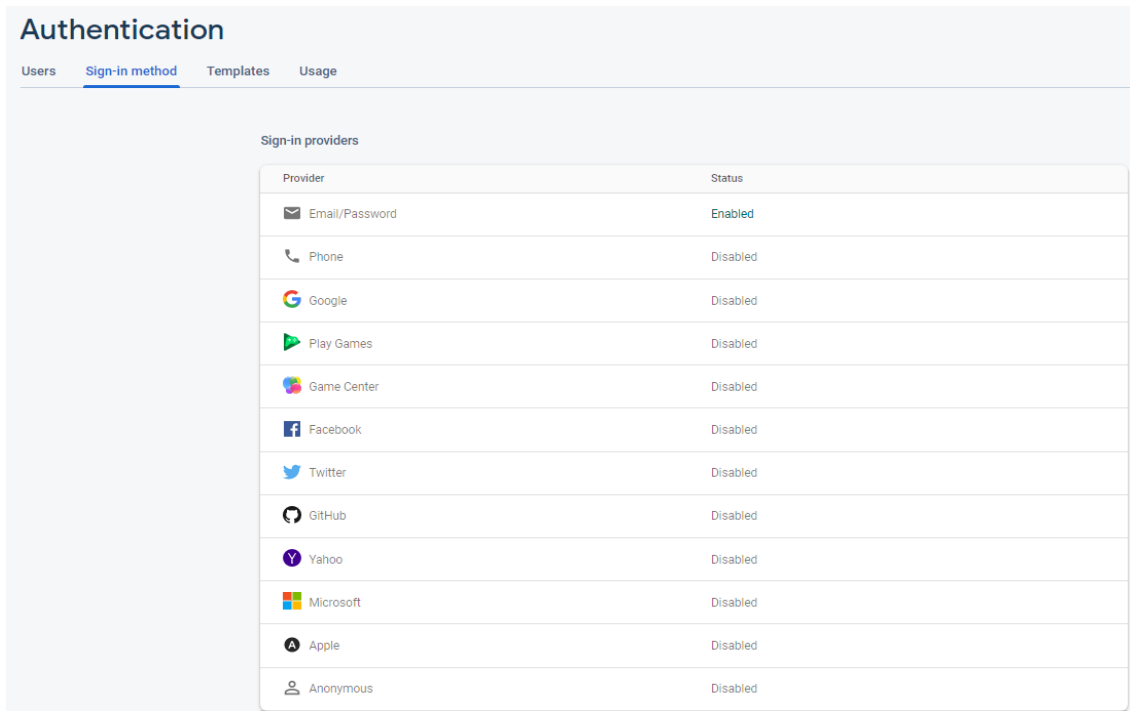 Authentication
Users Sign-in method Templates Usage
Sign-in providers
Provider Status
Email/Password Enabled
Phone Disabled
Google Disabled
Play Games Disabled
Game Center Disabled
Facebook Disabled
Twitter Disabled
GitHub Disabled
Yahoo Disabled
Microsoft Disabled
Apple Disabled
Anonymous Disabled